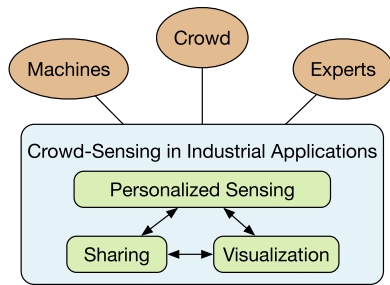 Crowd
Machines
Experts
Crowd-Sensing in Industrial Applications
Personalized Sensing
Sharing
Visualization